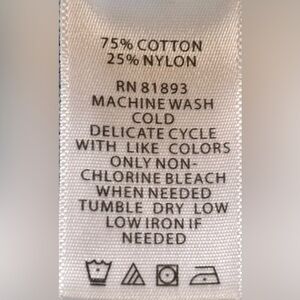 75% COTTON
25% NYLON
RN 81893
MACHINE WASH
COLD
DELICATE CYCLE
WITH LIKE COLORS
ONLY NON-
CHLORINE BLEACH
WHEN NEEDED
TUMBLE DRY LOW
LOW IRON IF
NEEDED